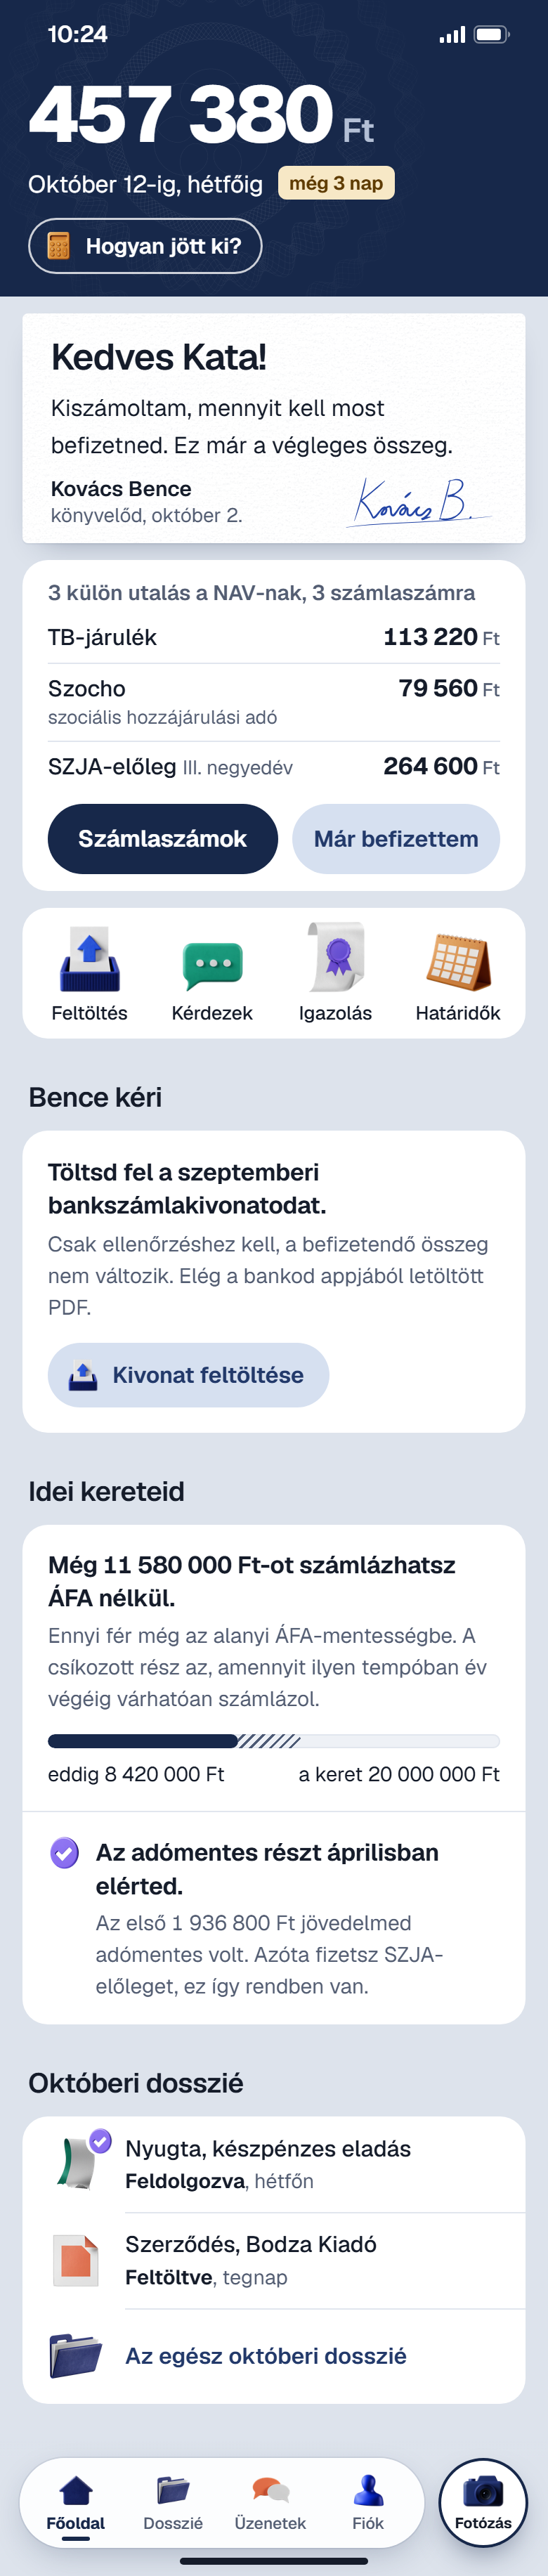 10:24
457 380 Ft
Október 12-ig, hétfőig még 3 nap
Hogyan jött ki?
Kedves Kata!
Kiszámoltam, mennyit kell most
befizetned. Ez már a végleges összeg.
Kovács Bence
könyvelőd, október 2.
Kovács B.
3 külön utalás a NAV-nak, 3 számlaszámra
TB-járulék 113 220 Ft
Szocho 79 560 Ft
szociális hozzájárulási adó
SZJA-előleg III. negyedév 264 600 Ft
Számlaszámok Már befizettem
Feltöltés Kérdezek Igazolás Határidők
Bence kéri
Töltsd fel a szeptemberi
bankszámlakivonatodat.
Csak ellenőrzéshez kell, a befizetendő összeg
nem változik. Elég a bankod appjából letöltött
PDF.
Kivonat feltöltése
Idei kereteid
Még 11 580 000 Ft-ot számlázhatsz
ÁFA nélkül.
Ennyi fér még az alanyi ÁFA-mentességbe. A
csíkozott rész az, amennyit ilyen tempóban év
végéig várhatóan számlázol.
eddig 8 420 000 Ft a keret 20 000 000 Ft
Az adómentes részt áprilisban
elérted.
Az első 1 936 800 Ft jövedelmed
adómentes volt. Azóta fizetsz SZJA-
előleget, ez így rendben van.
Októberi dosszié
Nyugta, készpénzes eladás
Feldolgozva, hétfőn
Szerződés, Bodza Kiadó
Feltöltve, tegnap
Az egész októberi dosszié
Főoldal Dosszié Üzenetek Fiók Fotózás